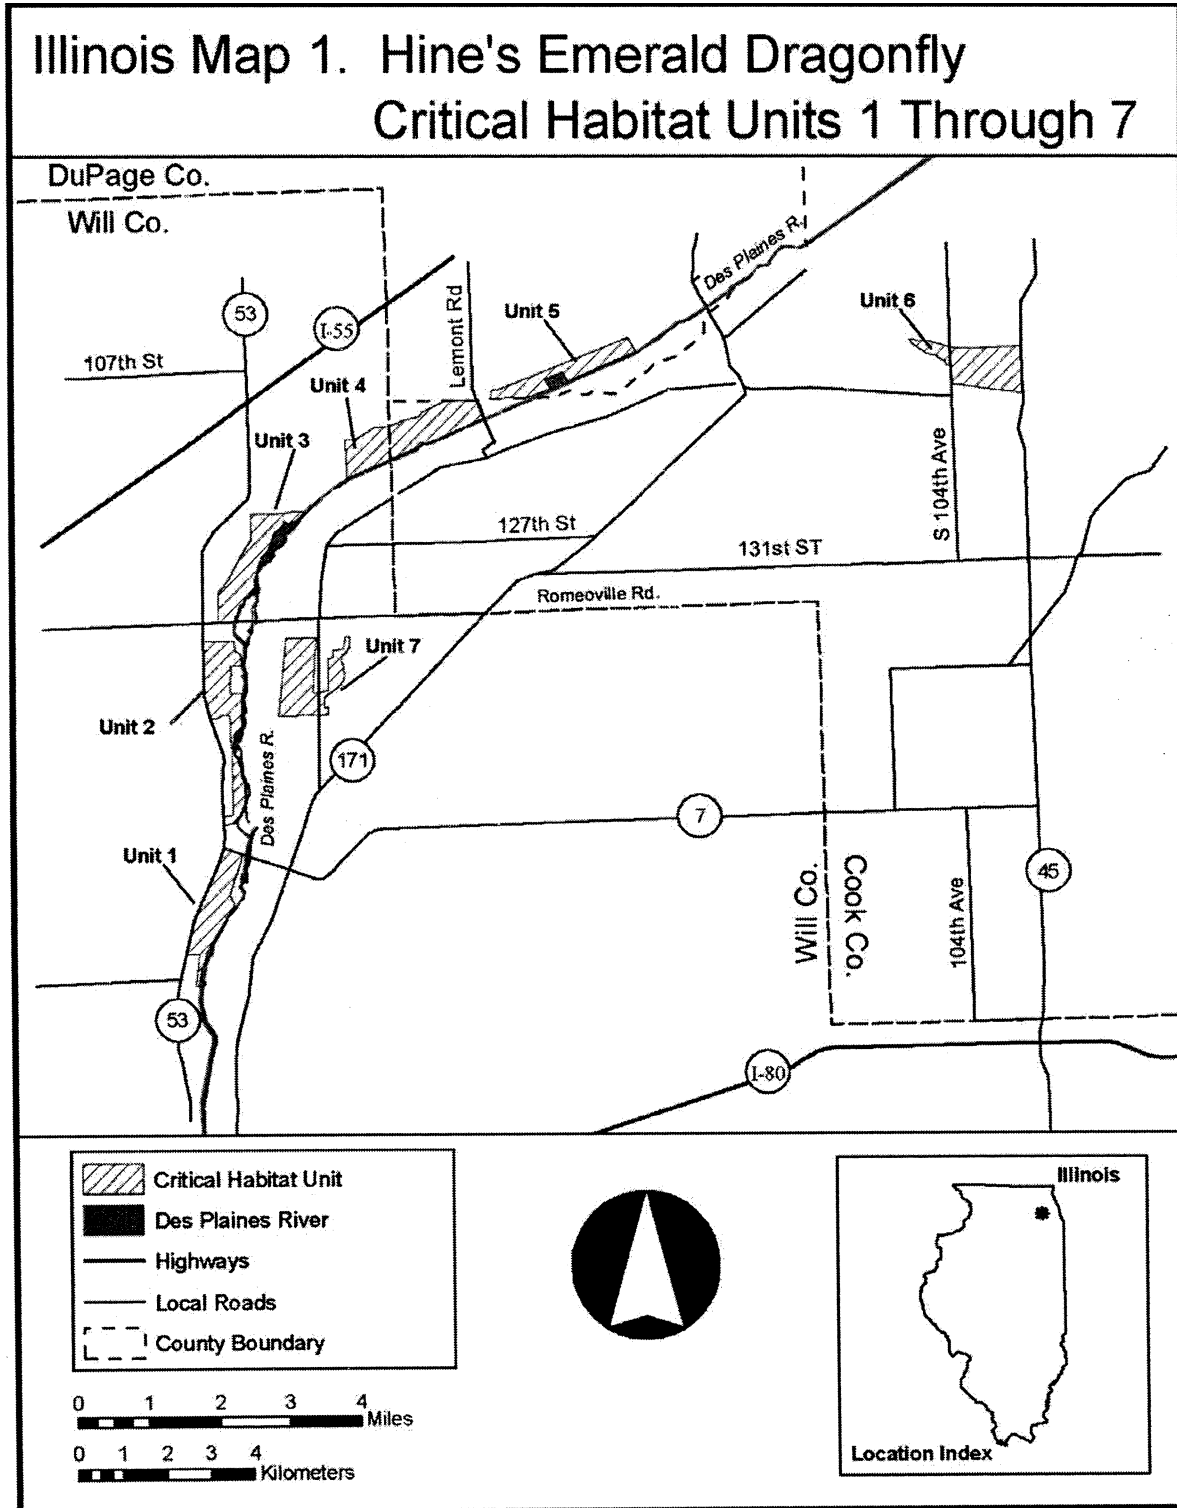 Illinois Map 1. Hine's Emerald Dragonfly
Critical Habitat Units 1 Through 7
DuPage Co.
Will Co.
Des Plaines R.
53
I-55
Lemont Rd
Unit 5
Unit 6
107th St
Unit 4
Unit 3
S 104th Ave
127th St
131st ST
Romeoville Rd.
Unit 7
Unit 2
Des Plaines R.
171
7
Unit 1
Will Co.
Cook Co.
45
104th Ave
53
I-80
Critical Habitat Unit
Des Plaines River
Highways
Local Roads
County Boundary
0 1 2 3 4
Miles
0 1 2 3 4
Kilometers
Illinois
Location Index